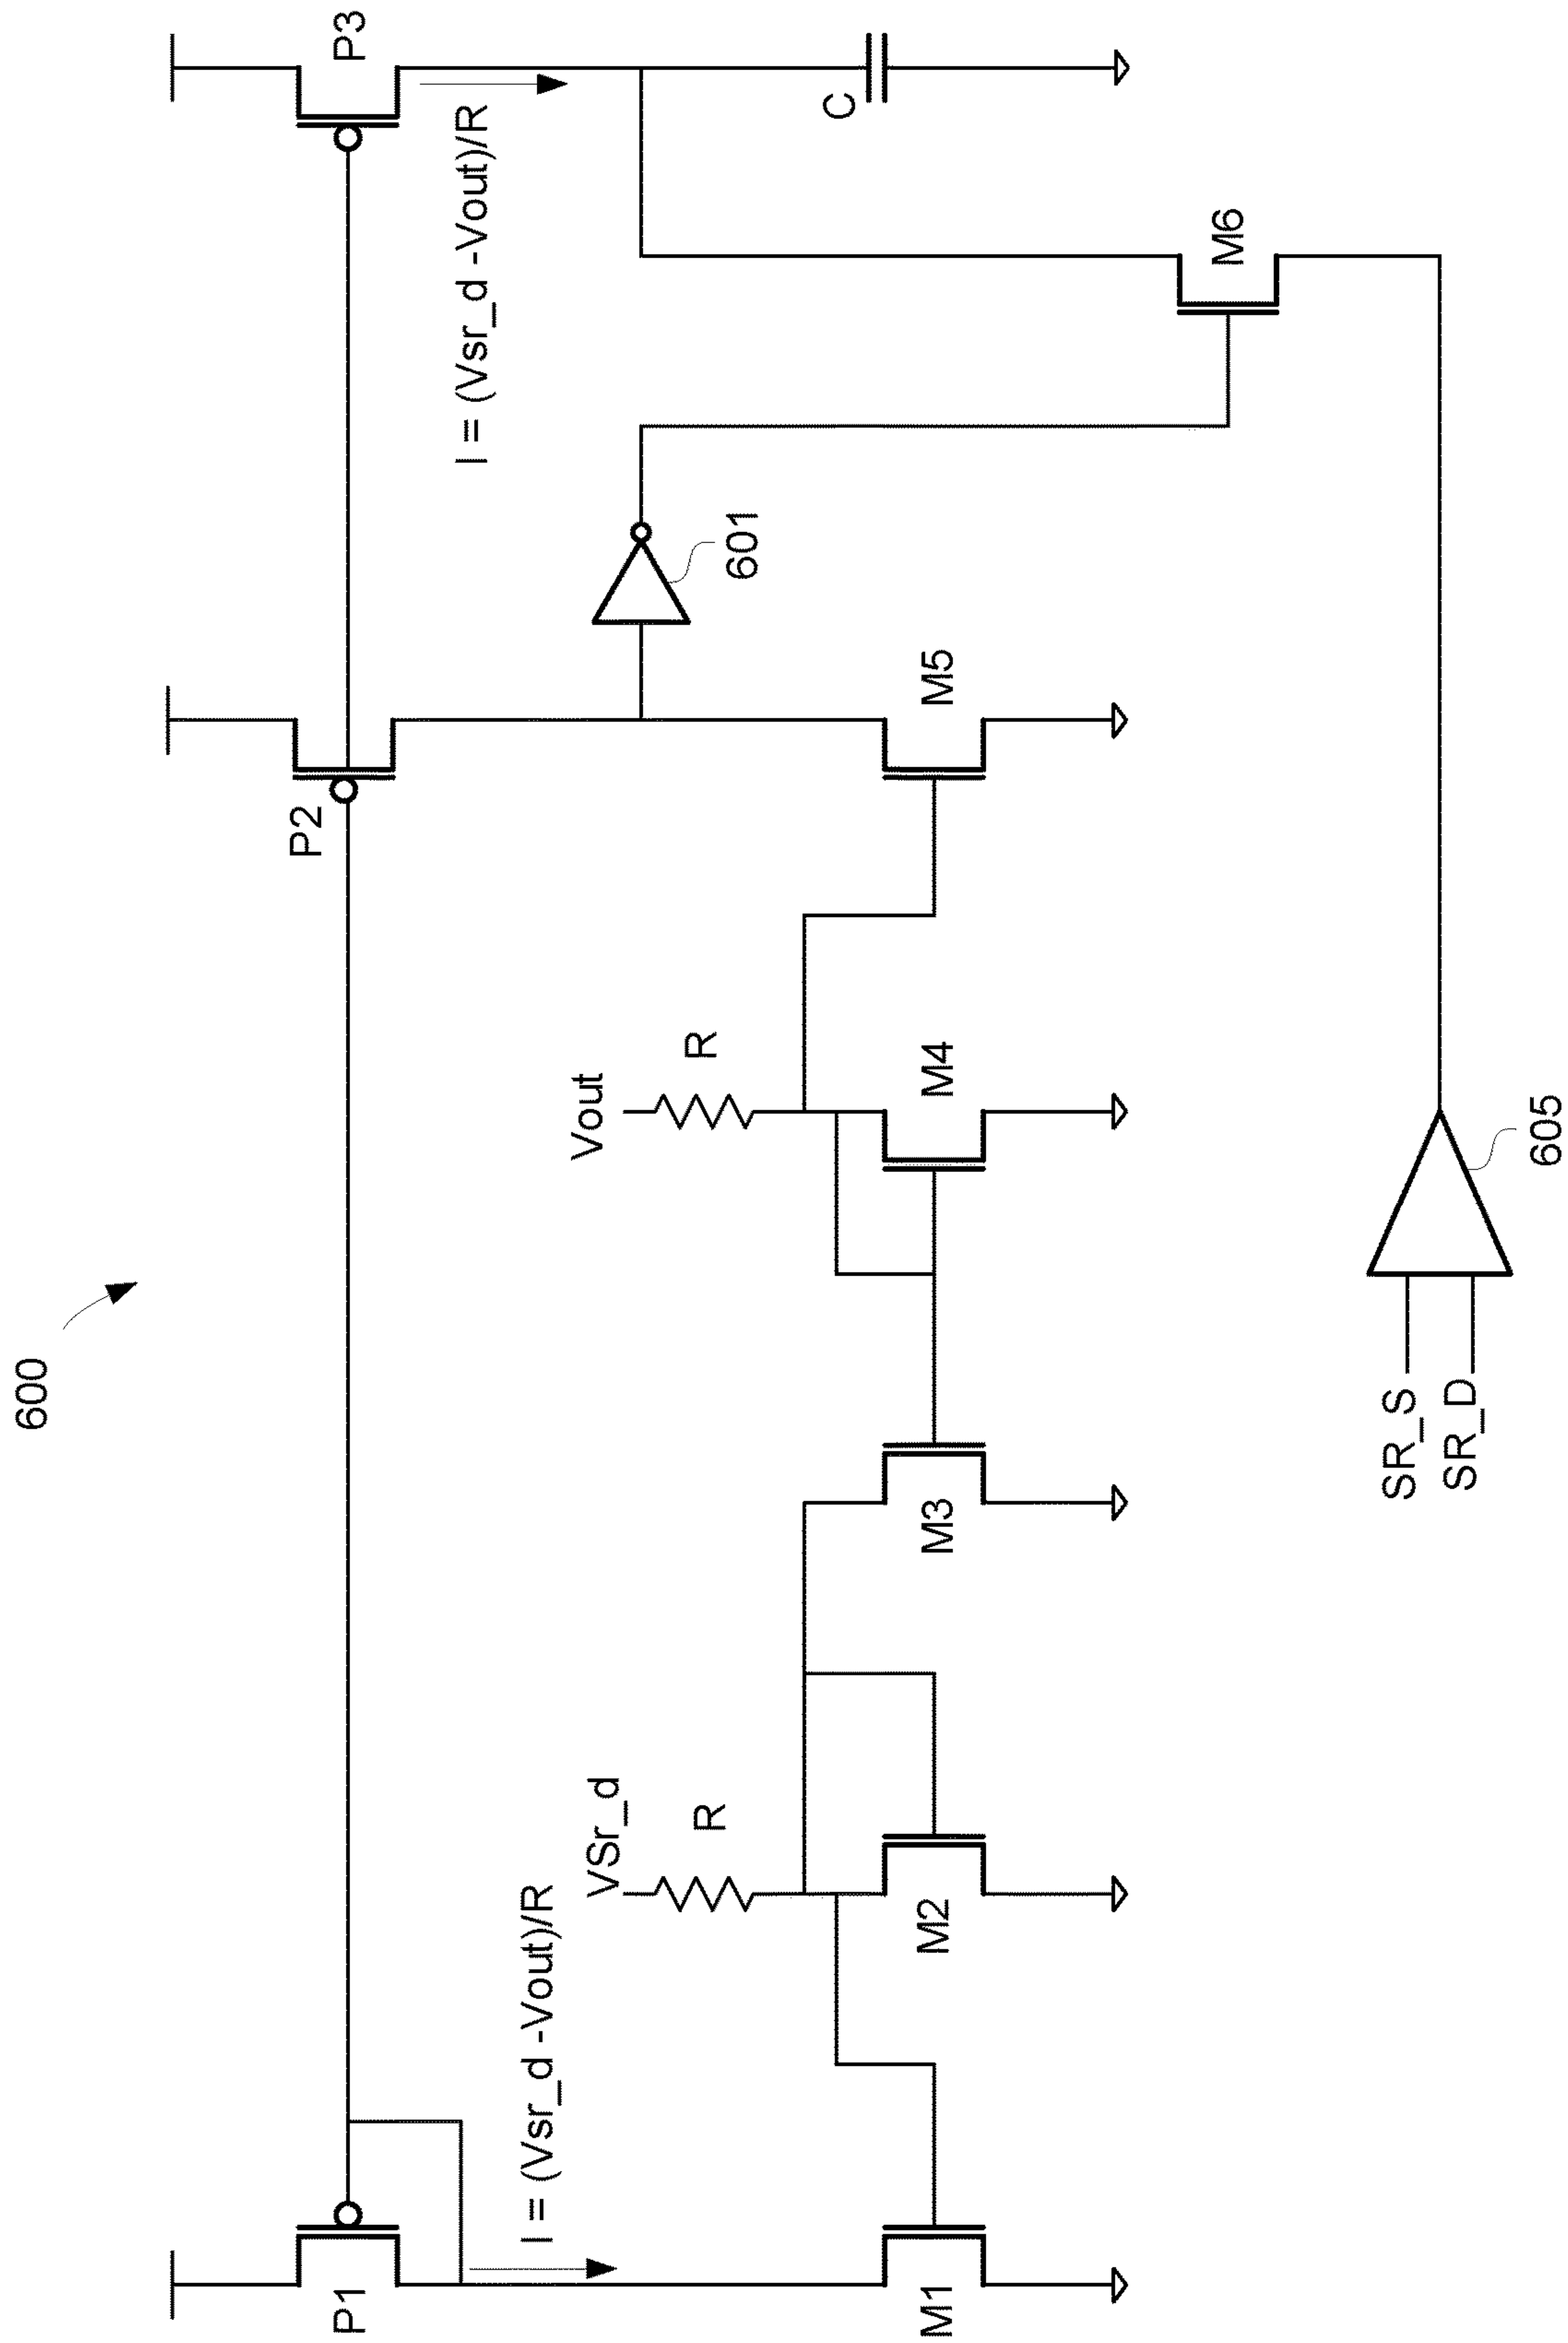 600
P2
P1
P3
I = (Vsr_d -Vout)/R
I = (Vsr_d -Vout)/R
Vout
VSr_d
R
R
601
C
M1
M2
M3
M4
M5
M6
SR_S
SR_D
605